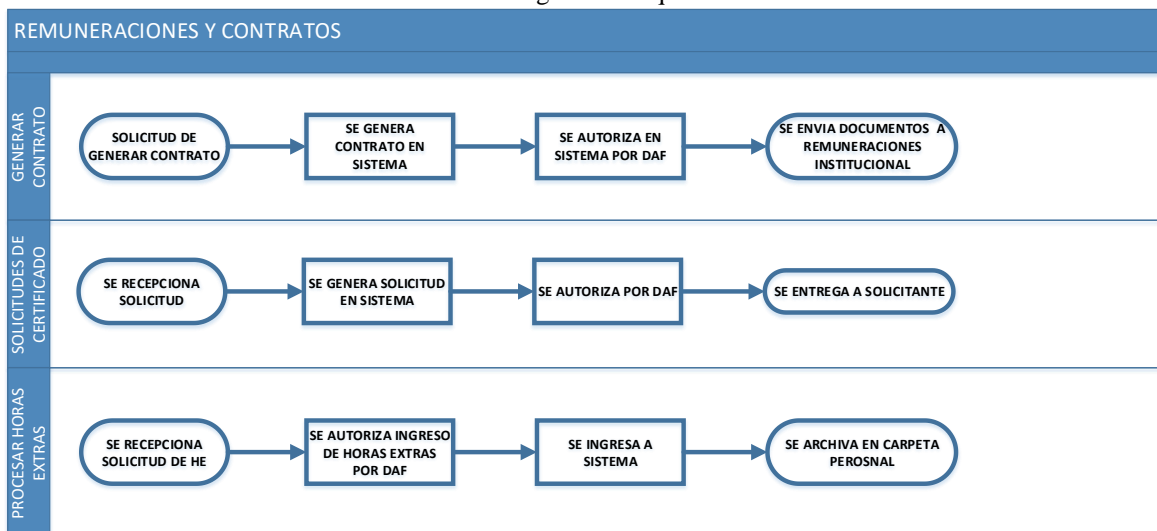 REMUNERACIONES Y CONTRATOS
GENERAR
CONTRATO
SOLICITUD DE
GENERAR CONTRATO
SE GENERA
CONTRATO EN
SISTEMA
SE AUTORIZA EN
SISTEMA POR DAF
SE ENVIA DOCUMENTOS A
REMUNERACIONES
INSTITUCIONAL
SOLICITUDES DE
CERTIFICADO
SE RECEPCIONA
SOLICITUD
SE GENERA SOLICITUD
EN SISTEMA
SE AUTORIZA POR DAF
SE ENTREGA A SOLICITANTE
PROCESAR HORAS
EXTRAS
SE RECEPCIONA
SOLICITUD DE HE
SE AUTORIZA INGRESO
DE HORAS EXTRAS
POR DAF
SE INGRESA A
SISTEMA
SE ARCHIVA EN CARPETA
PEROSNAL